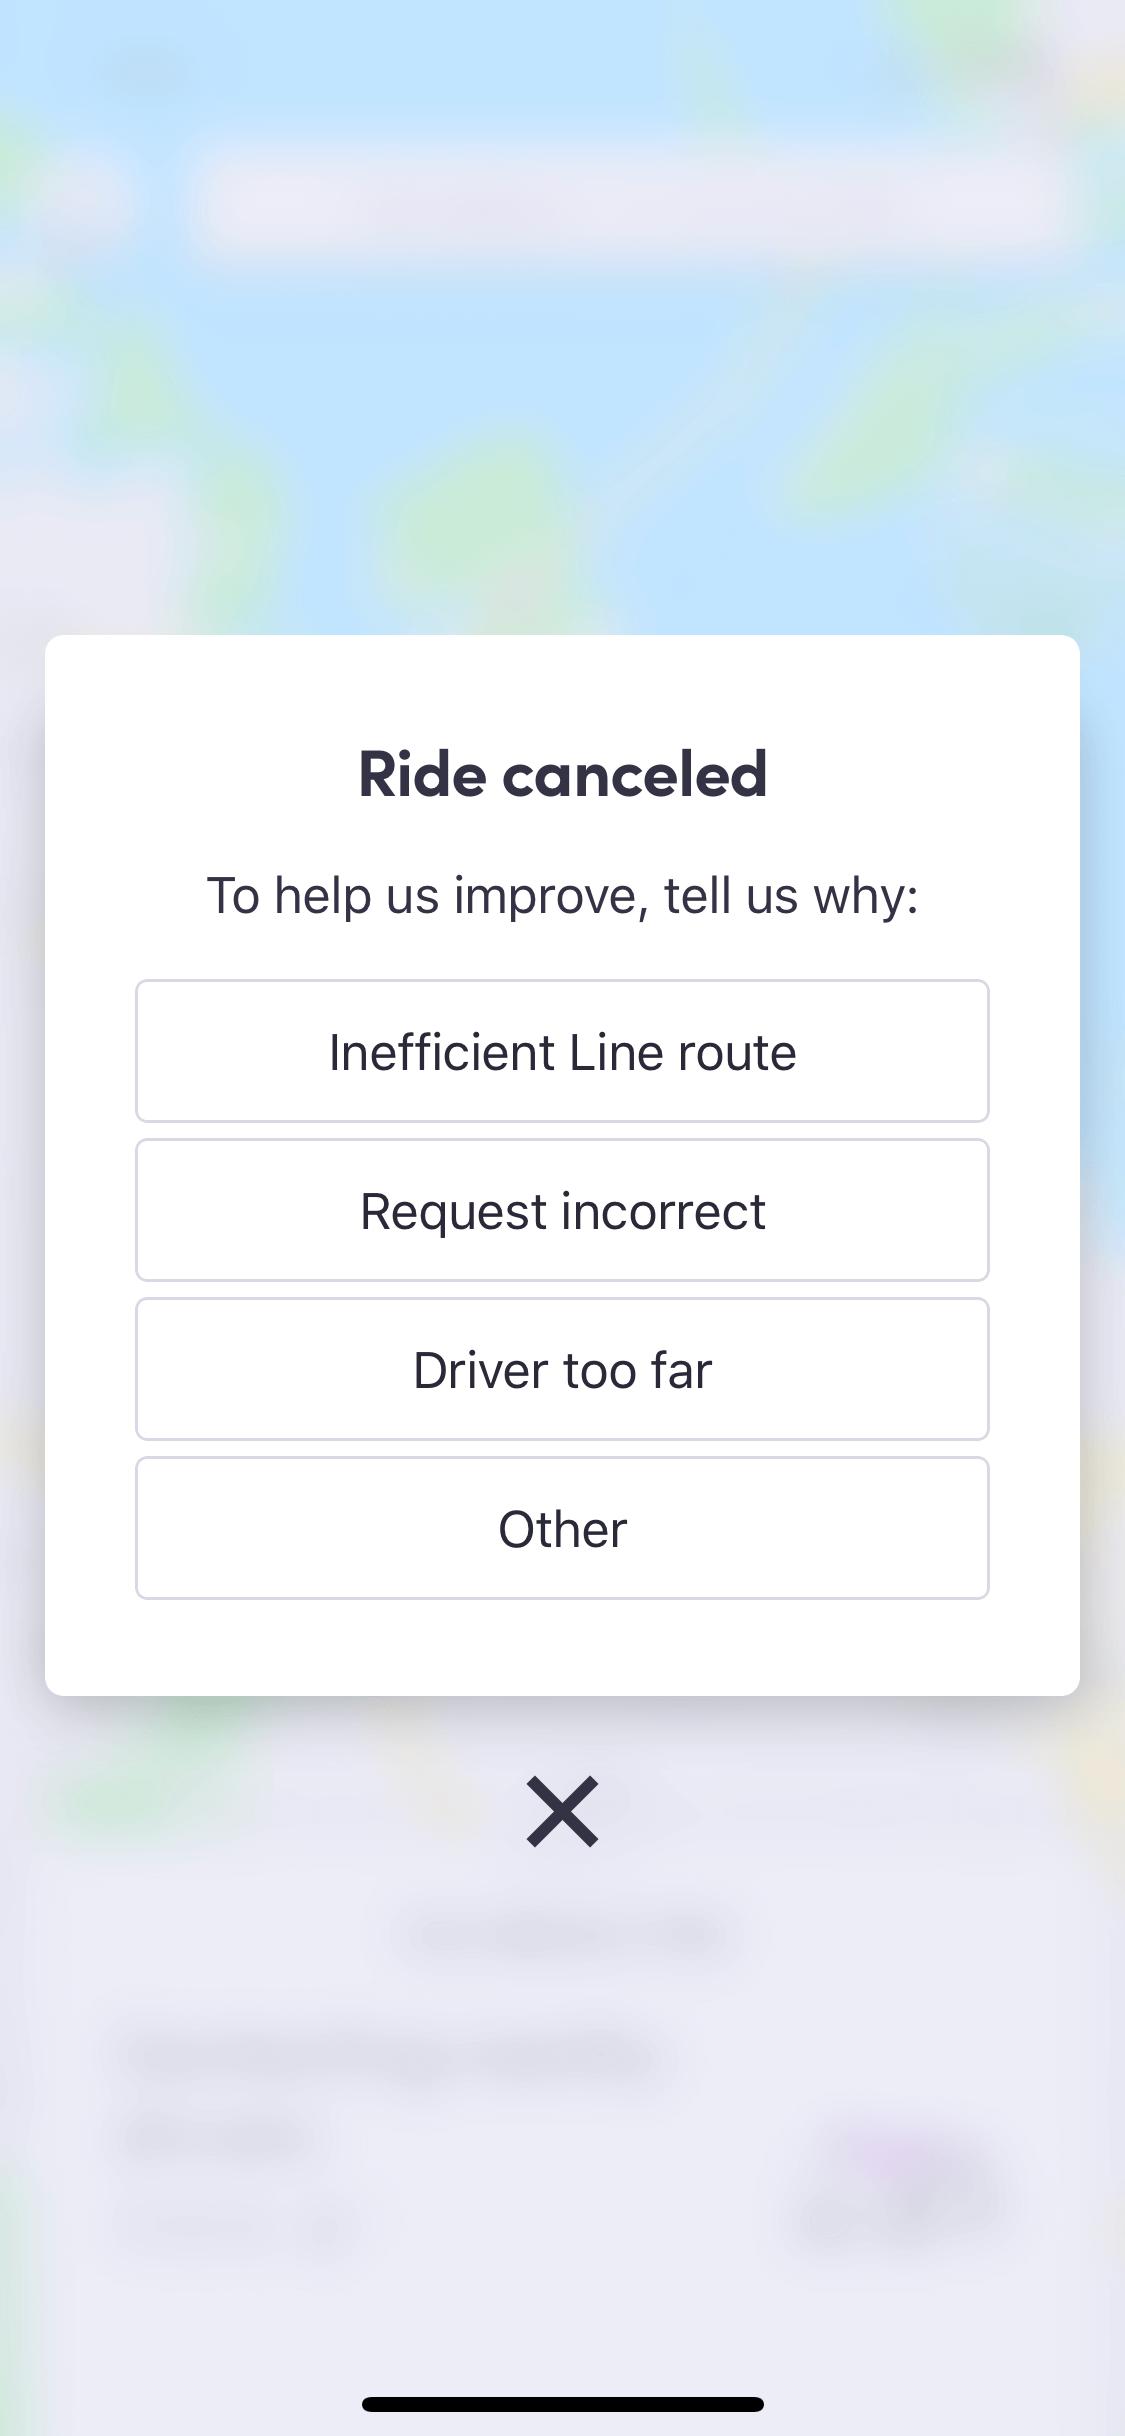 Ride canceled
To help us improve, tell us why:
Inefficient Line route
Request incorrect
Driver too far
Other